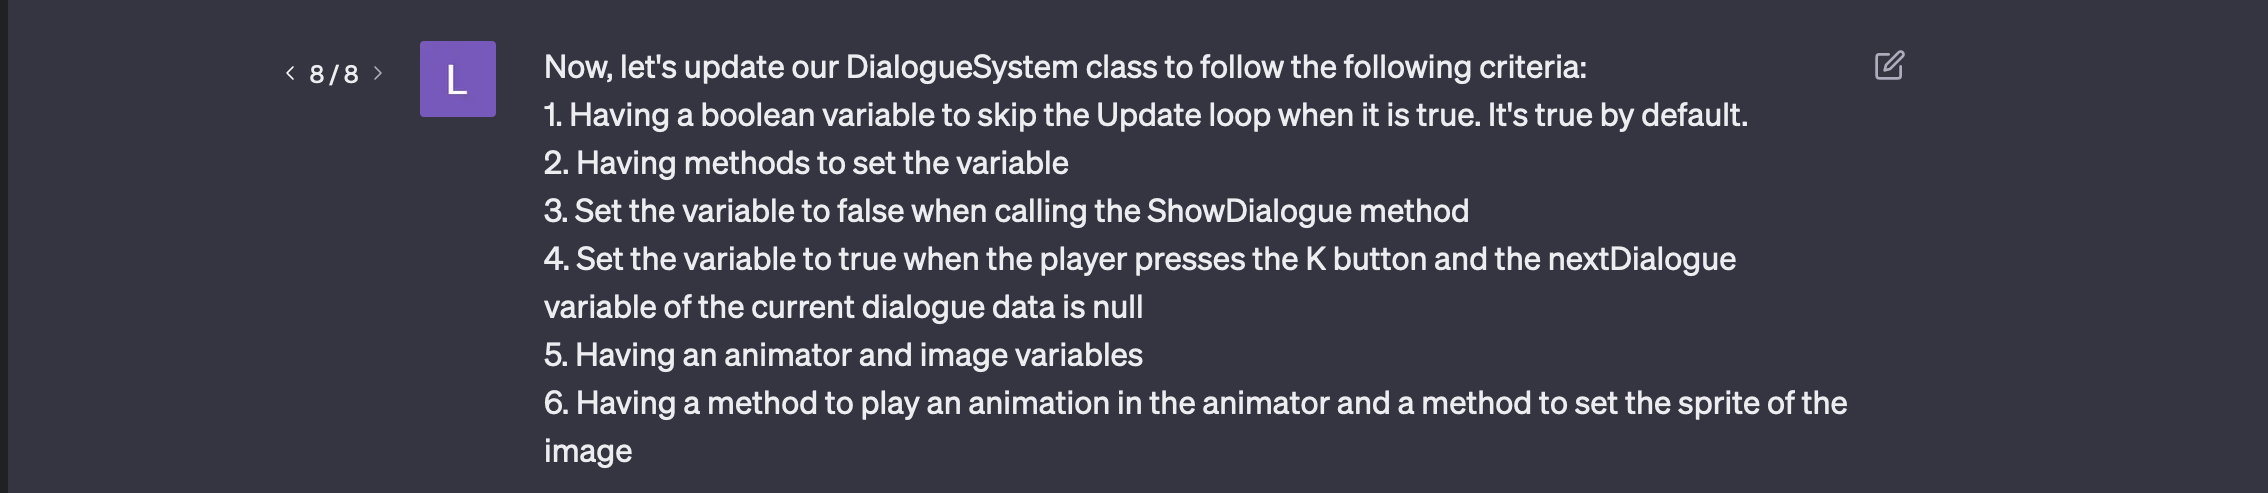 < 8/8 >
L
Now, let's update our DialogueSystem class to follow the following criteria:
1. Having a boolean variable to skip the Update loop when it is true. It's true by default.
2. Having methods to set the variable
3. Set the variable to false when calling the ShowDialogue method
4. Set the variable to true when the player presses the K button and the nextDialogue
variable of the current dialogue data is null
5. Having an animator and image variables
6. Having a method to play an animation in the animator and a method to set the sprite of the
image